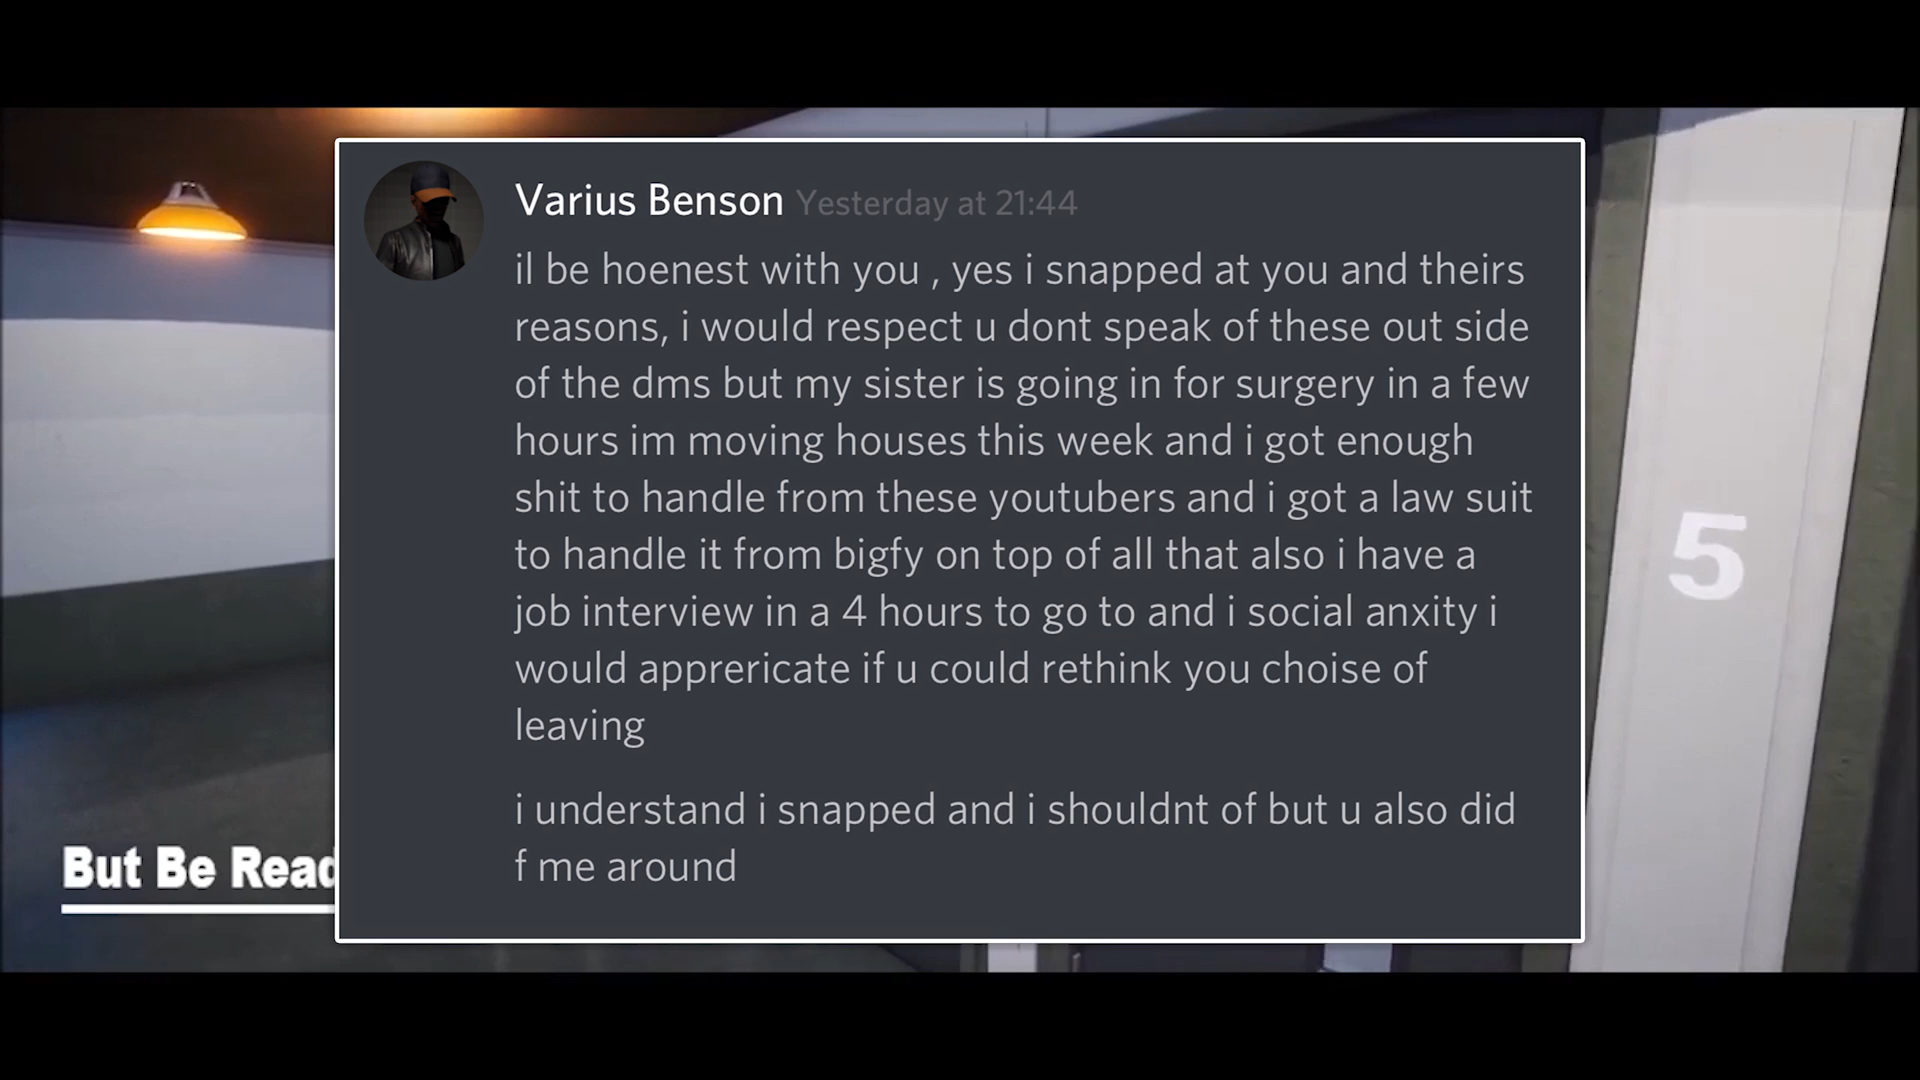 Varius Benson Yesterday at 21:44
il be hoenest with you , yes i snapped at you and theirs
reasons, i would respect u dont speak of these out side
of the dms but my sister is going in for surgery in a few
hours im moving houses this week and i got enough
shit to handle from these youtubers and i got a law suit
to handle it from bigfy on top of all that also i have a
job interview in a 4 hours to go to and i social anxity i
would apprericate if u could rethink you choise of
leaving
i understand i snapped and i shouldnt of but u also did
f me around
5
But Be Read